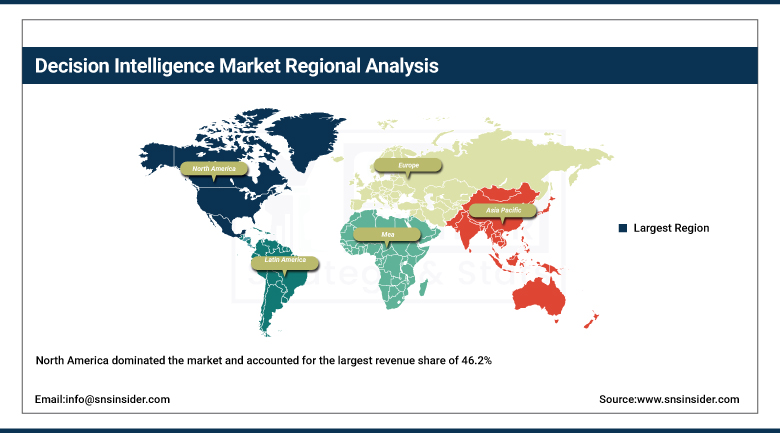 Decision Intelligence Market Regional Analysis
North America
Europe
Asia Pacific
Mea
Latin America
Largest Region
North America dominated the market and accounted for the largest revenue share of 46.2%
Email:info@snsinsider.com
Source:www.snsinsider.com